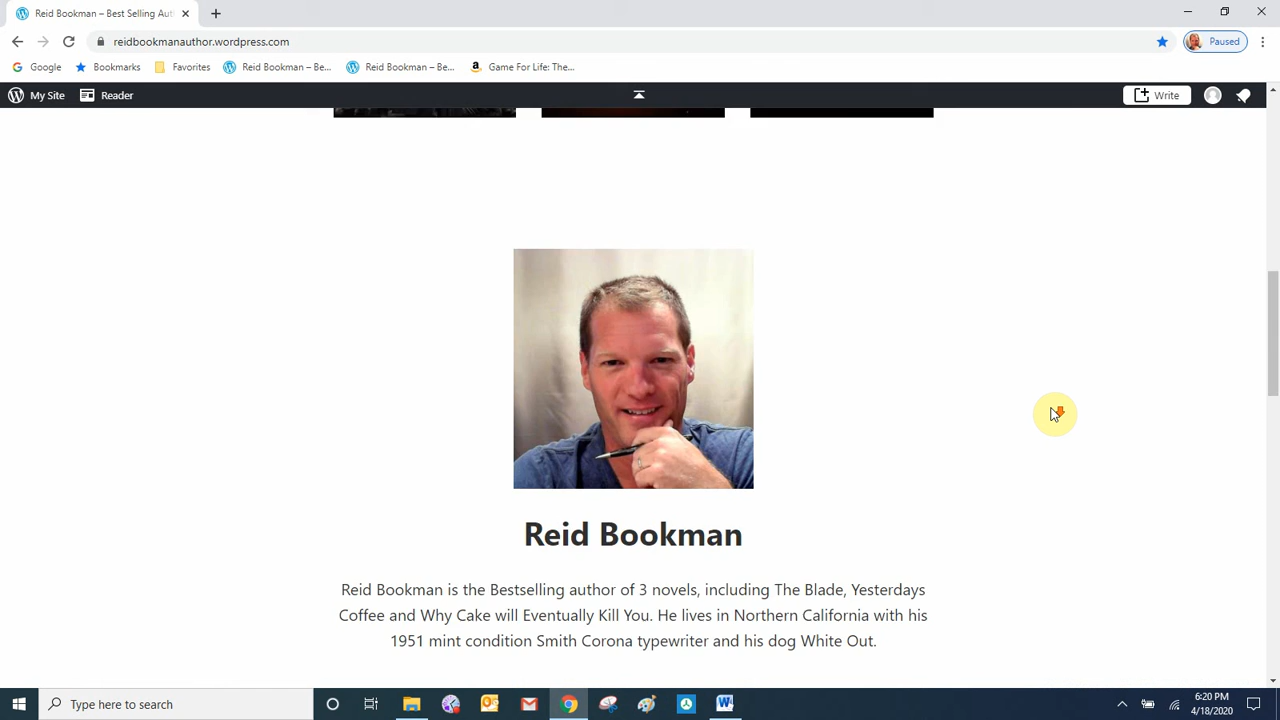 Reid Bookman – Best Selling Aut
reidbookmanauthor.wordpress.com
Paused
Google
Bookmarks
Favorites
Reid Bookman – Be...
Reid Bookman – Be...
Game For Life: The...
My Site
Reader
Write
Reid Bookman
Reid Bookman is the Bestselling author of 3 novels, including The Blade, Yesterdays
Coffee and Why Cake will Eventually Kill You. He lives in Northern California with his
1951 mint condition Smith Corona typewriter and his dog White Out.
Type here to search
6:20 PM
4/18/2020